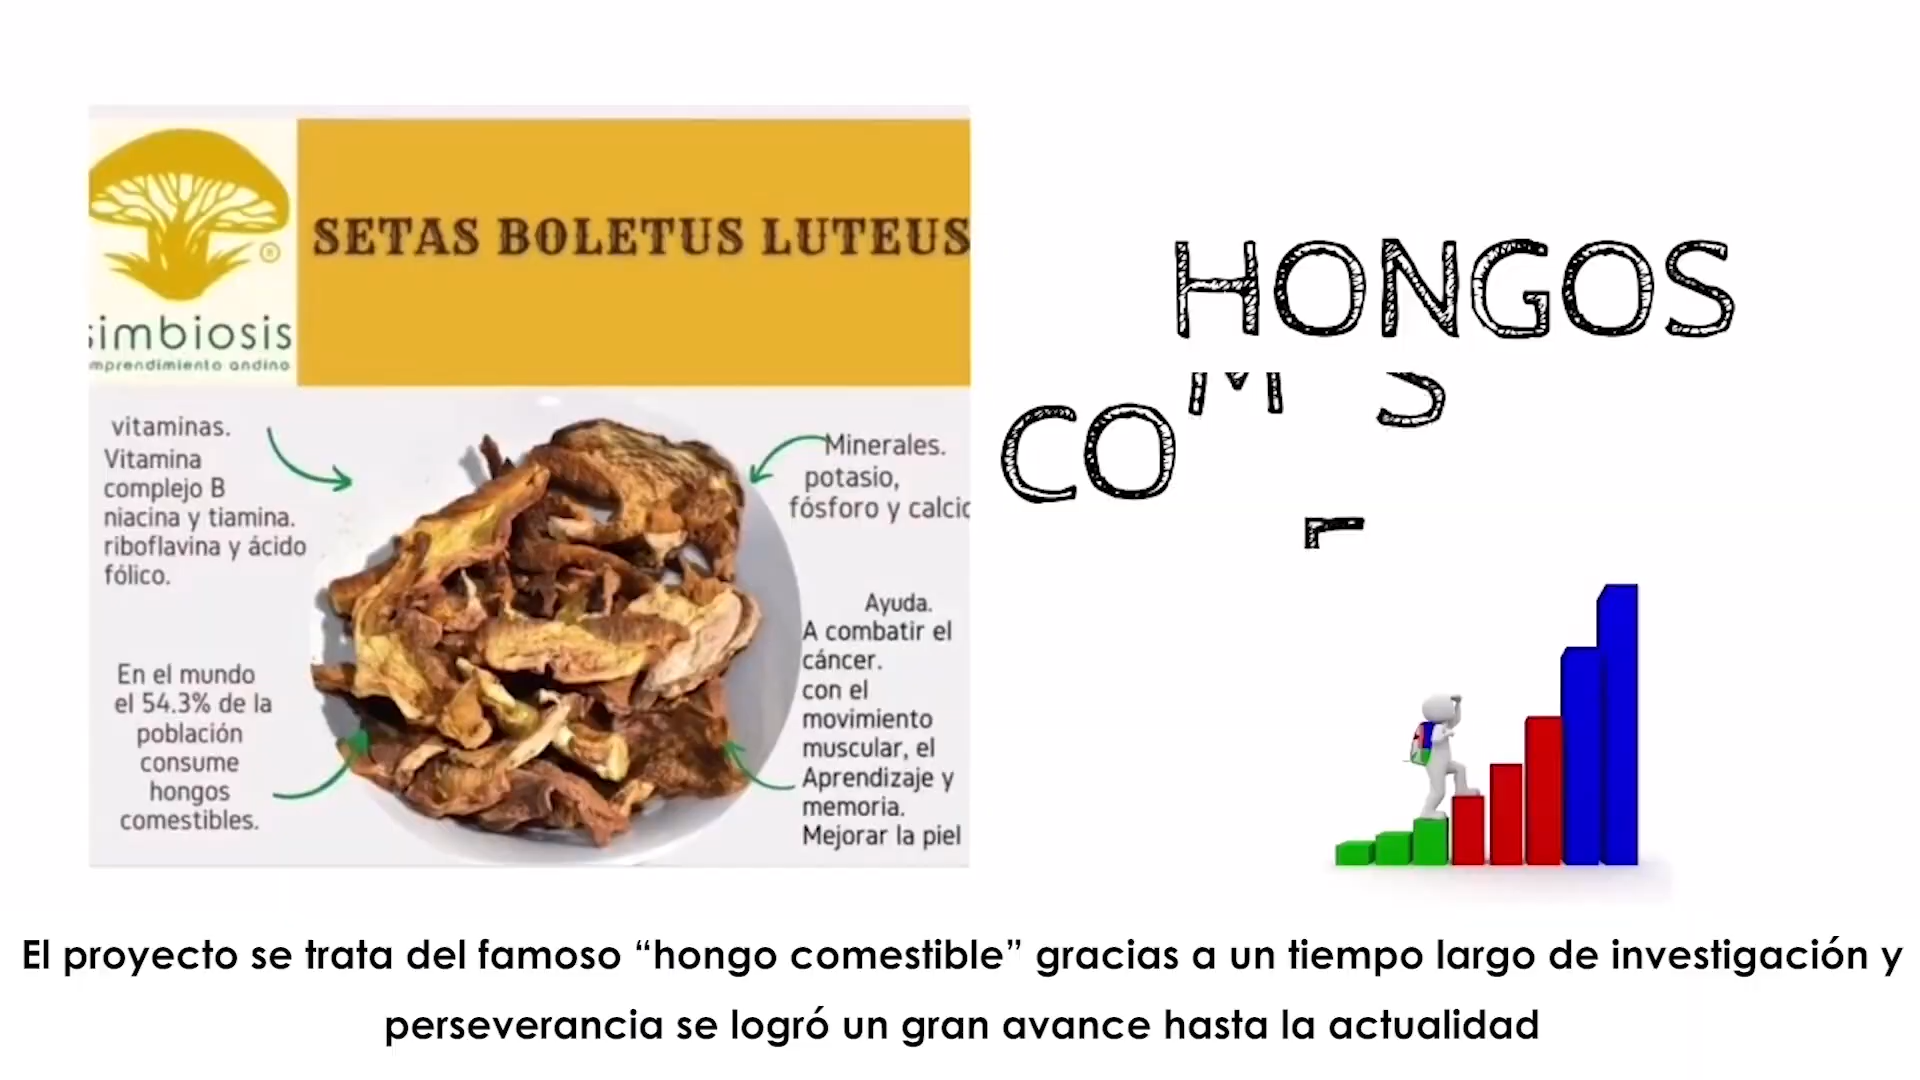 SETAS BOLETUS LUTEUS
®
simbiosis
mprendimiento andino
vitaminas.
Vitamina
complejo B
niacina y tiamina.
riboflavina y ácido
fólico.
Minerales.
potasio,
fósforo y calcio
En el mundo
el 54.3% de la
población
consume
hongos
comestibles.
Ayuda.
A combatir el
cáncer.
con el
movimiento
muscular, el
Aprendizaje y
memoria.
Mejorar la piel
HONGOS
COM S
El proyecto se trata del famoso “hongo comestible” gracias a un tiempo largo de investigación y
perseverancia se logró un gran avance hasta la actualidad